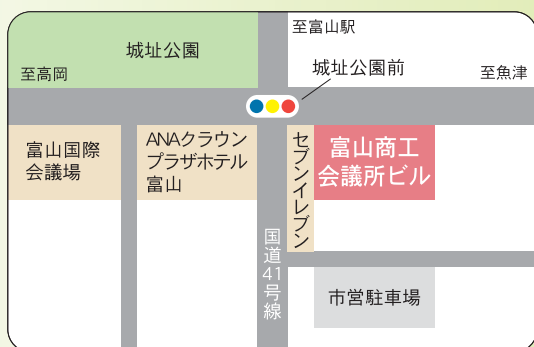 至富山駅
城址公園
城址公園前
至高岡
至魚津
富山国際
会議場
ANAクラウン
プラザホテル
富山
セブンイレブン
富山商工
会議所ビル
国道41号線
市営駐車場